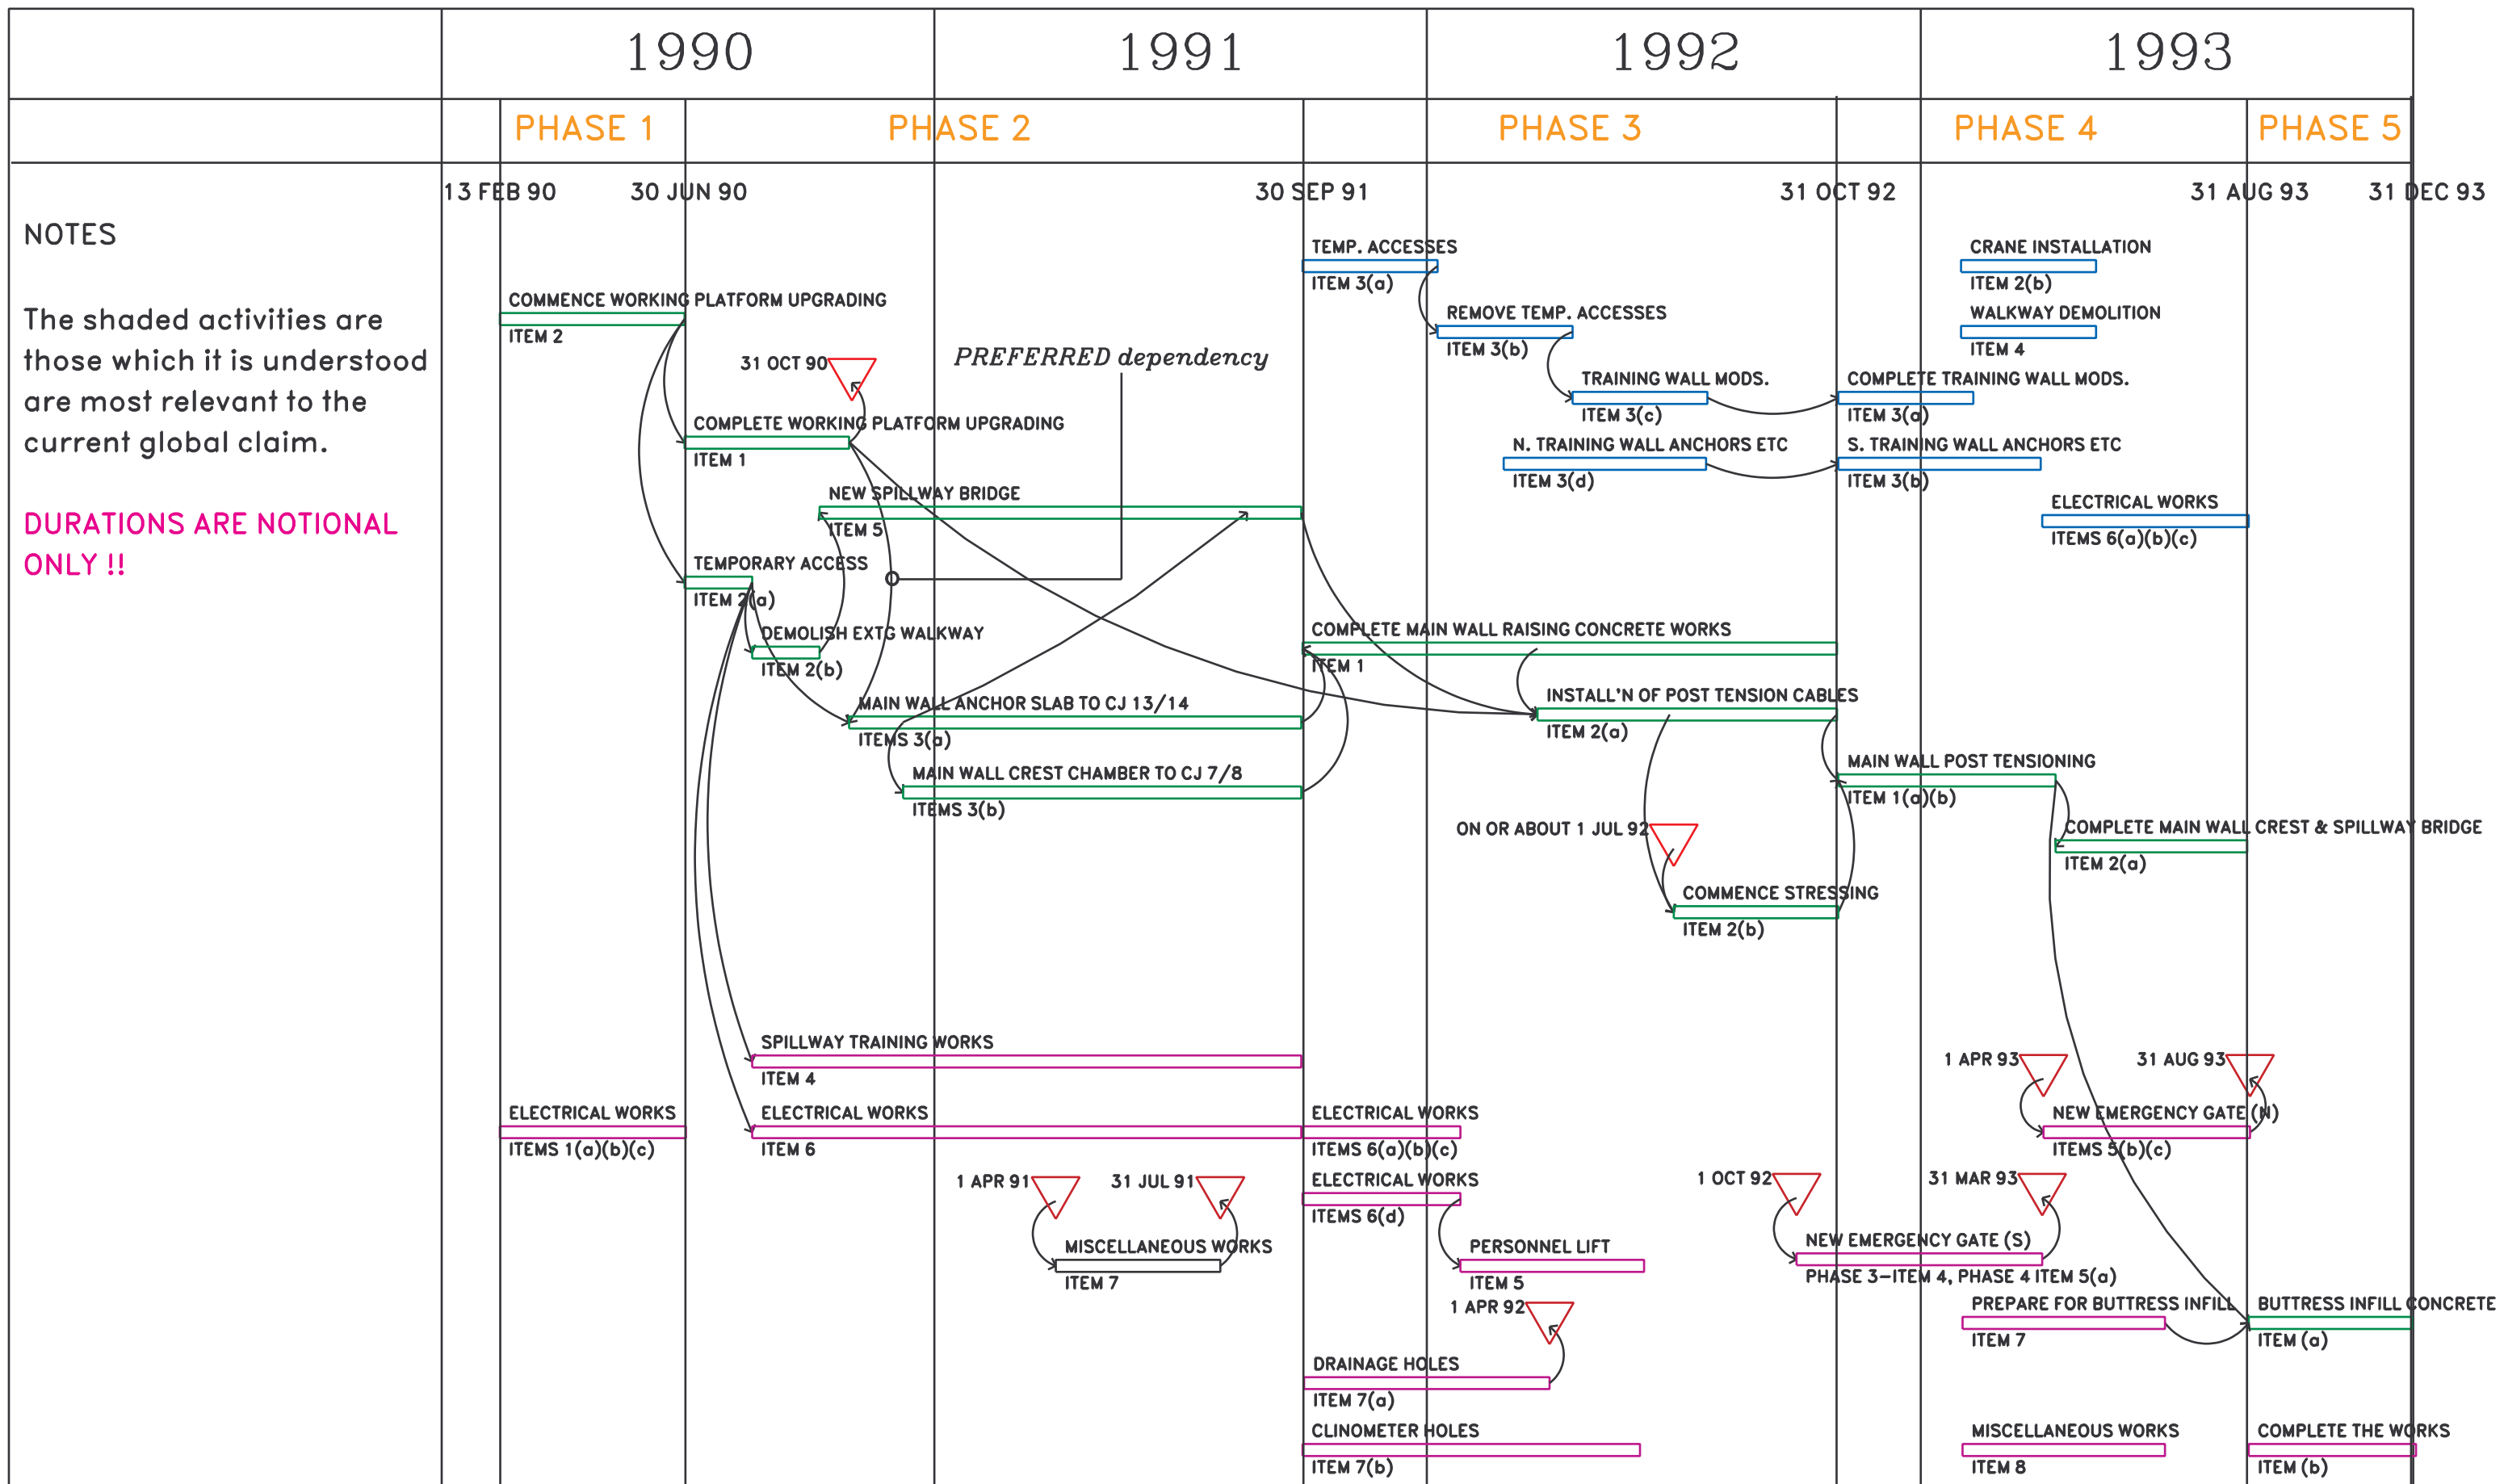 1990
1991
1992
1993
PHASE 1
PHASE 2
PHASE 3
PHASE 4
PHASE 5
13 FEB 90
30 JUN 90
30 SEP 91
31 OCT 92
31 AUG 93
31 DEC 93
NOTES
The shaded activities are
those which it is understood
are most relevant to the
current global claim.
DURATIONS ARE NOTIONAL
ONLY !!
COMMENCE WORKING PLATFORM UPGRADING
ITEM 2
31 OCT 90
PREFERRED dependency
COMPLETE WORKING PLATFORM UPGRADING
ITEM 1
NEW SPILLWAY BRIDGE
ITEM 5
TEMPORARY ACCESS
ITEM 2(a)
DEMOLISH EXTG WALKWAY
ITEM 2(b)
MAIN WALL ANCHOR SLAB TO CJ 13/14
ITEMS 3(a)
MAIN WALL CREST CHAMBER TO CJ 7/8
ITEMS 3(b)
SPILLWAY TRAINING WORKS
ITEM 4
ELECTRICAL WORKS
ITEMS 1(a)(b)(c)
ELECTRICAL WORKS
ITEM 6
1 APR 91
31 JUL 91
MISCELLANEOUS WORKS
ITEM 7
TEMP. ACCESSES
ITEM 3(a)
REMOVE TEMP. ACCESSES
ITEM 3(b)
TRAINING WALL MODS.
ITEM 3(c)
N. TRAINING WALL ANCHORS ETC
ITEM 3(d)
COMPLETE MAIN WALL RAISING CONCRETE WORKS
ITEM 1
INSTALL'N OF POST TENSION CABLES
ITEM 2(a)
ON OR ABOUT 1 JUL 92
COMMENCE STRESSING
ITEM 2(b)
ELECTRICAL WORKS
ITEMS 6(a)(b)(c)
ELECTRICAL WORKS
ITEMS 6(d)
PERSONNEL LIFT
ITEM 5
1 APR 92
DRAINAGE HOLES
ITEM 7(a)
CLINOMETER HOLES
ITEM 7(b)
CRANE INSTALLATION
ITEM 2(b)
WALKWAY DEMOLITION
ITEM 4
COMPLETE TRAINING WALL MODS.
ITEM 3(a)
S. TRAINING WALL ANCHORS ETC
ITEM 3(b)
ELECTRICAL WORKS
ITEMS 6(a)(b)(c)
MAIN WALL POST TENSIONING
ITEM 1(a)(b)
COMPLETE MAIN WALL CREST & SPILLWAY BRIDGE
ITEM 2(a)
1 APR 93
31 AUG 93
NEW EMERGENCY GATE (N)
ITEMS 5(b)(c)
1 OCT 92
31 MAR 93
NEW EMERGENCY GATE (S)
PHASE 3-ITEM 4, PHASE 4 ITEM 5(a)
PREPARE FOR BUTTRESS INFILL
ITEM 7
BUTTRESS INFILL CONCRETE
ITEM (a)
MISCELLANEOUS WORKS
ITEM 8
COMPLETE THE WORKS
ITEM (b)